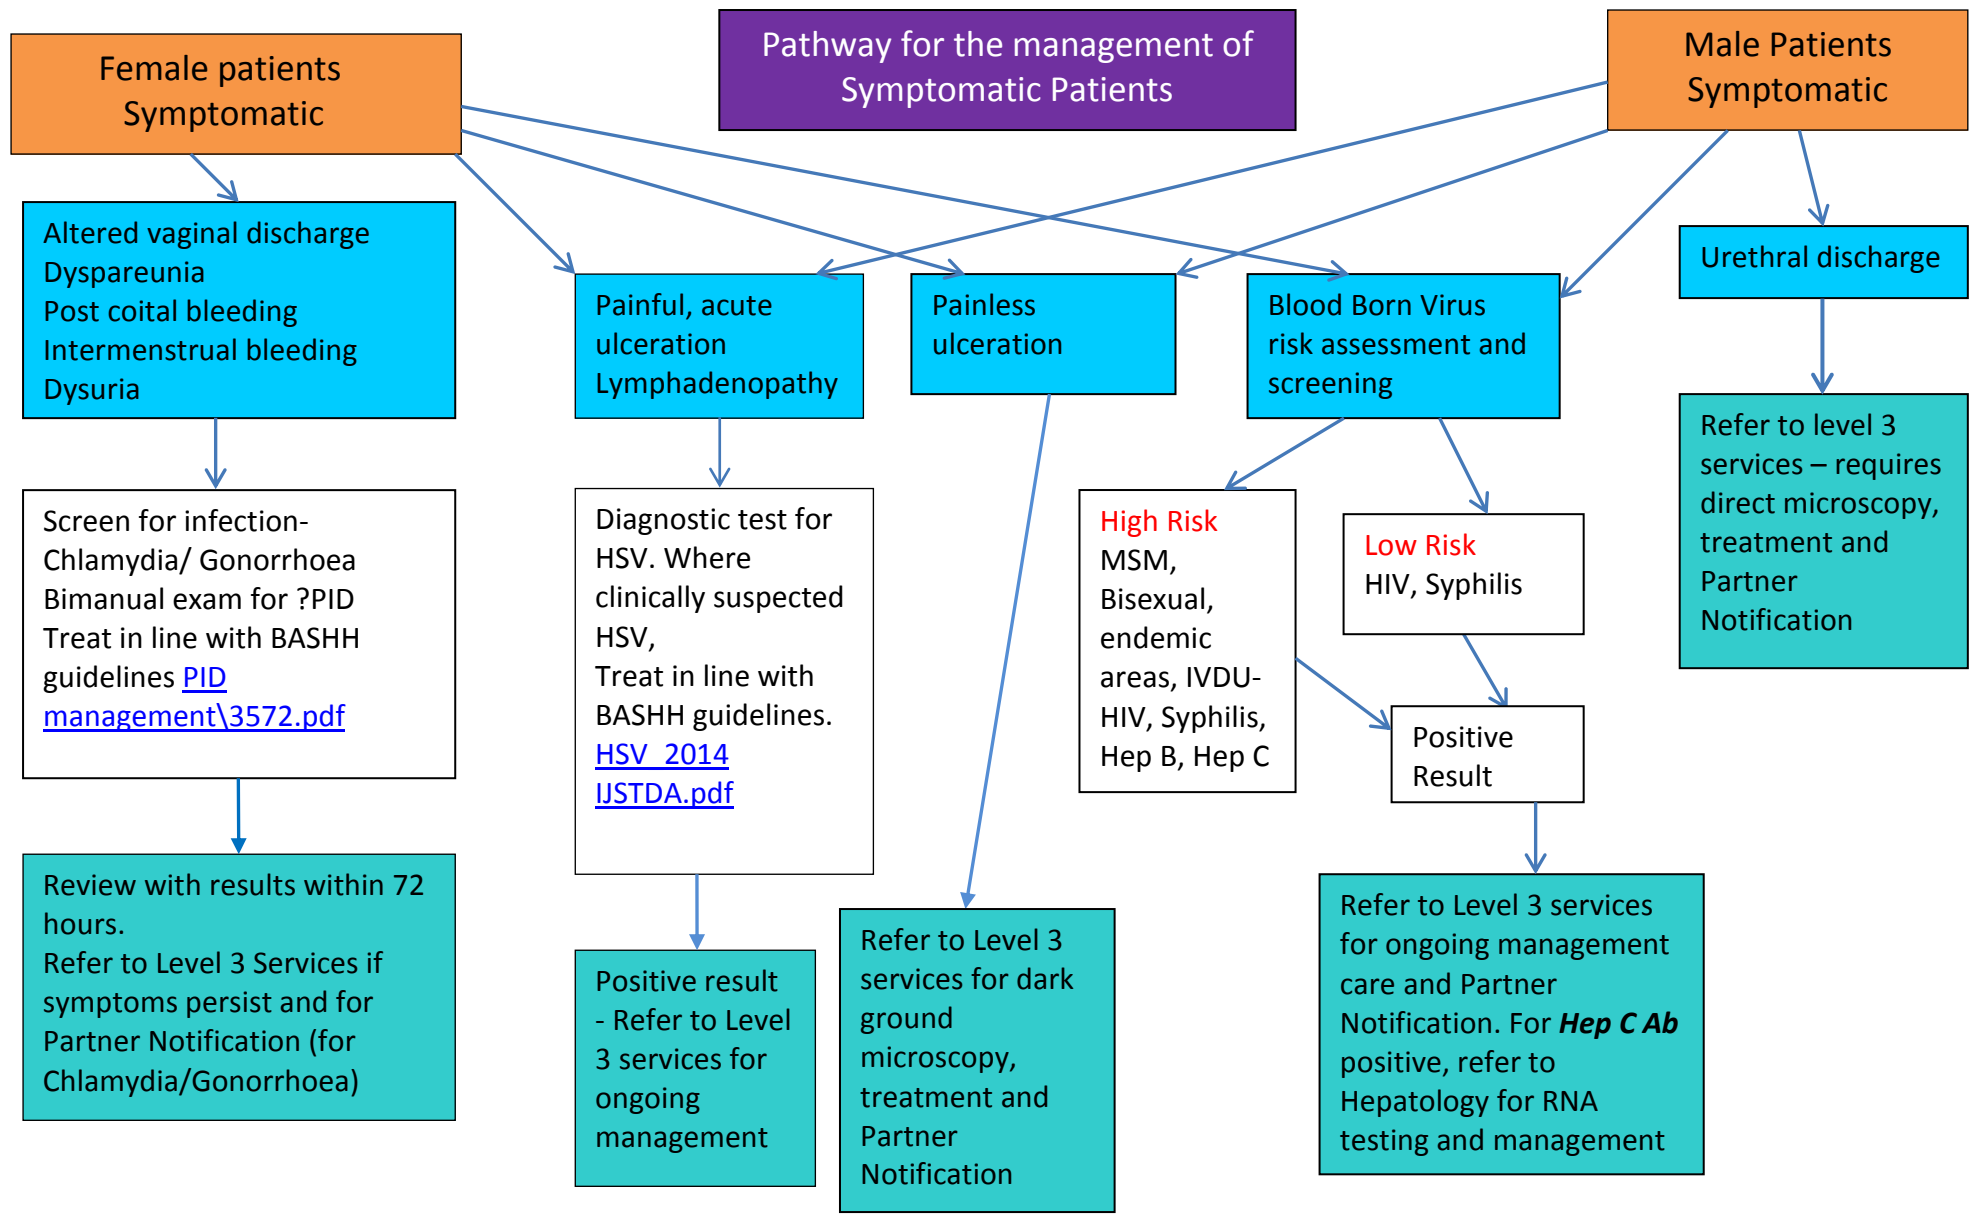 Pathway for the management of
Symptomatic Patients
Female patients
Symptomatic
Male Patients
Symptomatic
Altered vaginal discharge
Dyspareunia
Post coital bleeding
Intermenstrual bleeding
Dysuria
Painful, acute
ulceration
Lymphadenopathy
Painless
ulceration
Blood Born Virus
risk assessment and
screening
Urethral discharge
Screen for infection-
Chlamydia/ Gonorrhoea
Bimanual exam for ?PID
Treat in line with BASHH
guidelines PID
management\3572.pdf
Diagnostic test for
HSV. Where
clinically suspected
HSV,
Treat in line with
BASHH guidelines.
HSV_2014
IJSTDA.pdf
High Risk
MSM,
Bisexual,
endemic
areas, IVDU-
HIV, Syphilis,
Hep B, Hep C
Low Risk
HIV, Syphilis
Positive
Result
Refer to level 3
services – requires
direct microscopy,
treatment and
Partner
Notification
Review with results within 72
hours.
Refer to Level 3 Services if
symptoms persist and for
Partner Notification (for
Chlamydia/Gonorrhoea)
Positive result
- Refer to Level
3 services for
ongoing
management
Refer to Level 3
services for dark
ground
microscopy,
treatment and
Partner
Notification
Refer to Level 3 services
for ongoing management
care and Partner
Notification. For Hep C Ab
positive, refer to
Hepatology for RNA
testing and management